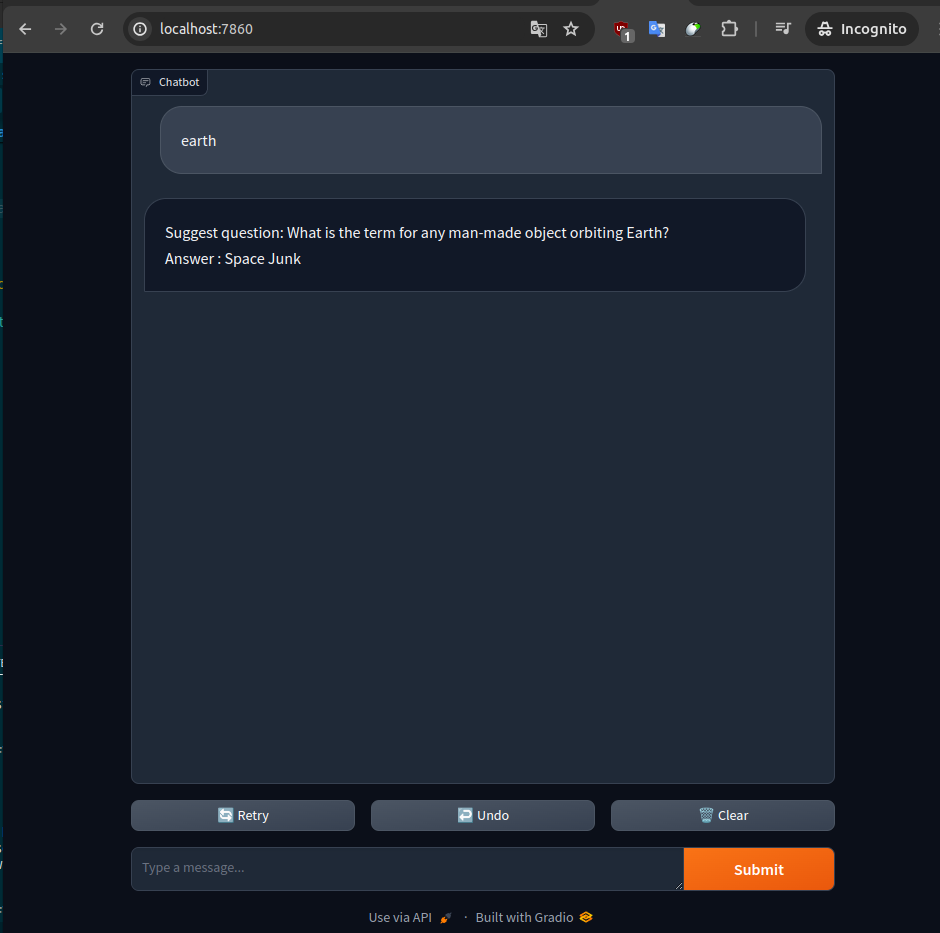 localhost:7860
1
Incognito
Chatbot
earth
Suggest question: What is the term for any man-made object orbiting Earth?
Answer : Space Junk
Retry
Undo
Clear
Type a message...
Submit
Use via API · Built with Gradio